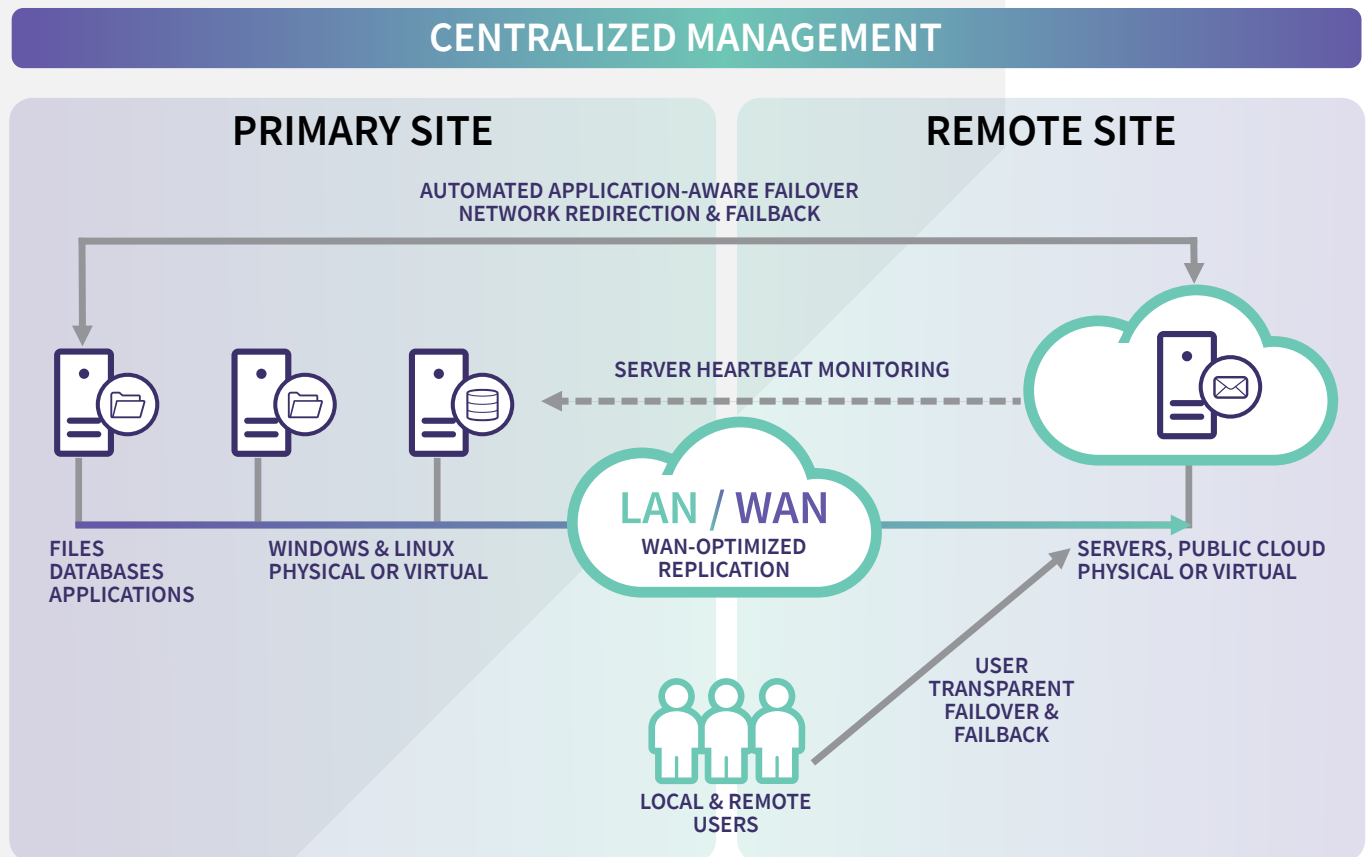 CENTRALIZED MANAGEMENT
PRIMARY SITE
REMOTE SITE
AUTOMATED APPLICATION-AWARE FAILOVER
NETWORK REDIRECTION & FAILBACK
SERVER HEARTBEAT MONITORING
LAN / WAN
WAN-OPTIMIZED
REPLICATION
FILES
DATABASES
APPLICATIONS
WINDOWS & LINUX
PHYSICAL OR VIRTUAL
SERVERS, PUBLIC CLOUD
PHYSICAL OR VIRTUAL
USER
TRANSPARENT
FAILOVER &
FAILBACK
LOCAL & REMOTE
USERS